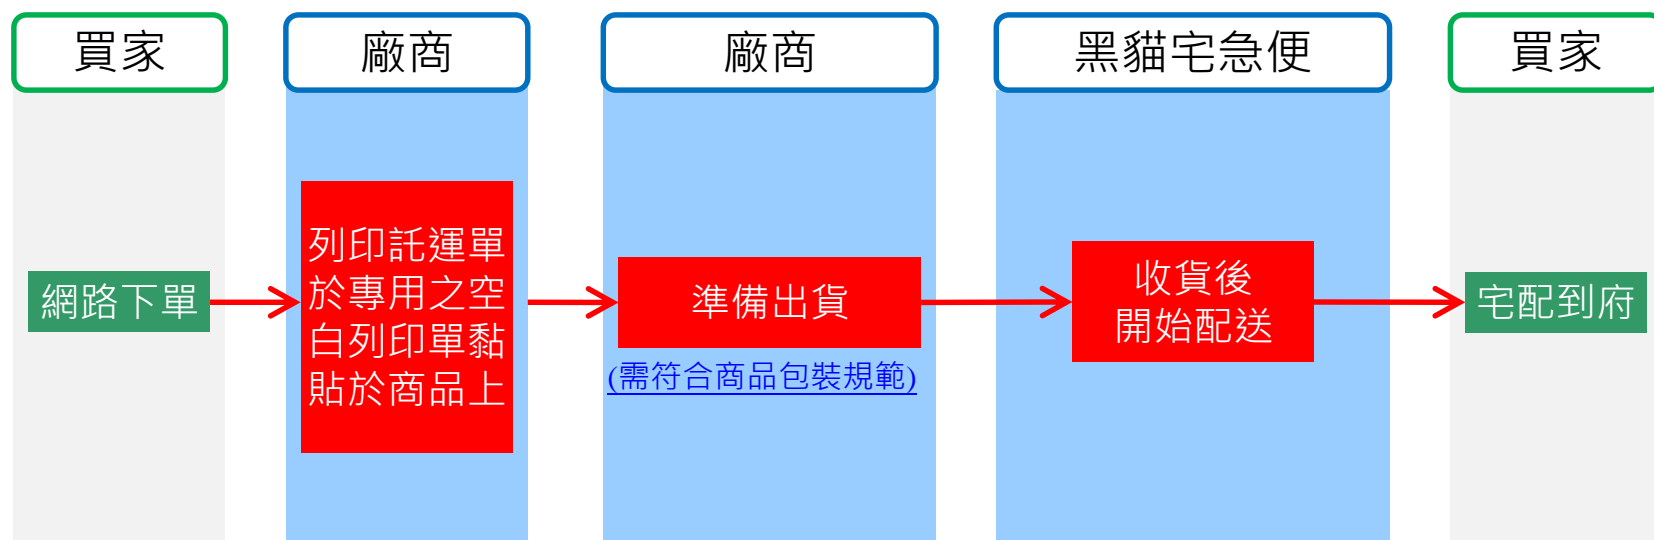 買家
廠商
廠商
黑貓宅急便
買家
網路下單
列印託運單
於專用之空
白列印單黏
貼於商品上
準備出貨
(需符合商品包裝規範)
收貨後
開始配送
宅配到府